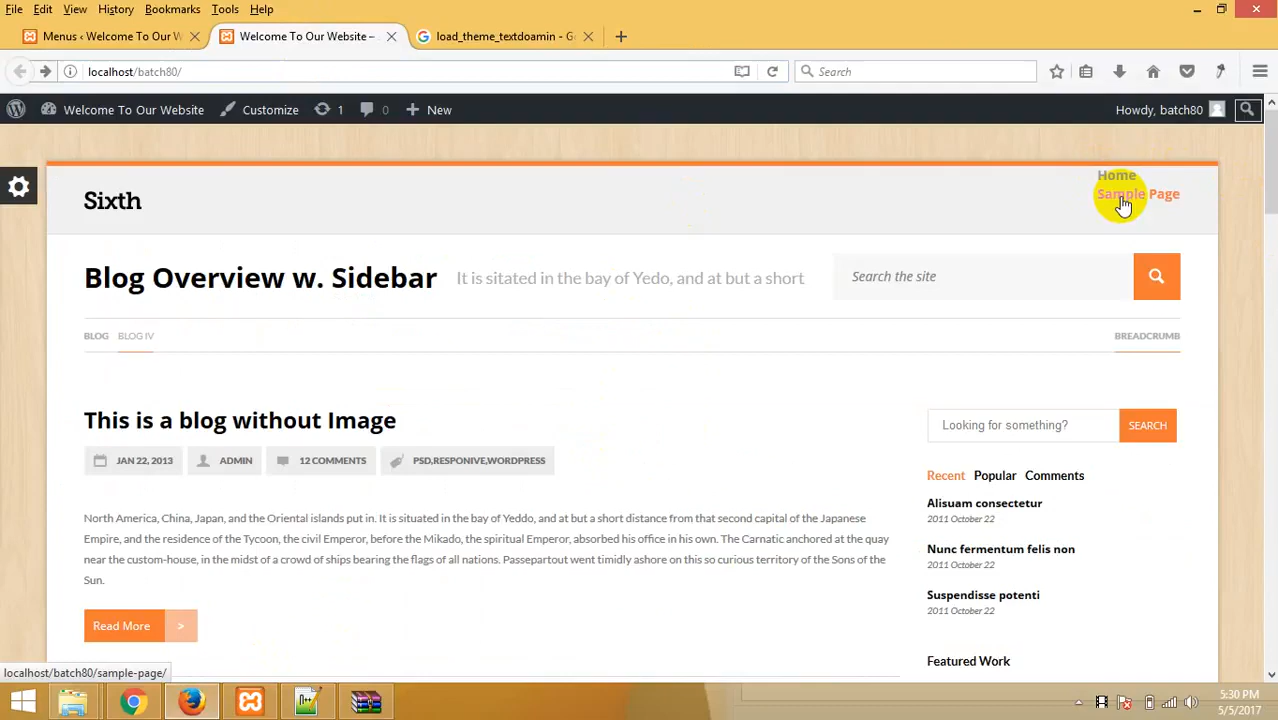 File Edit View History Bookmarks Tools Help
Menus ‹ Welcome To Our W
Welcome To Our Website –
load_theme_textdoamin - Go
localhost/batch80/
Search
Welcome To Our Website Customize 1 0 New
Howdy, batch80
Home
Sample Page
Sixth
Blog Overview w. Sidebar
It is sitated in the bay of Yedo, and at but a short
Search the site
BLOG BLOG IV
BREADCRUMB
This is a blog without Image
JAN 22, 2013 ADMIN 12 COMMENTS PSD,RESPONIVE,WORDPRESS
Looking for something? SEARCH
Recent Popular Comments
Alisuam consectetur
2011 October 22
Nunc fermentum felis non
2011 October 22
Suspendisse potenti
2011 October 22
Featured Work
North America, China, Japan, and the Oriental islands put in. It is situated in the bay of Yeddo, and at but a short distance from that second capital of the Japanese
Empire, and the residence of the Tycoon, the civil Emperor, before the Mikado, the spiritual Emperor, absorbed his office in his own. The Carnatic anchored at the quay
near the custom-house, in the midst of a crowd of ships bearing the flags of all nations. Passepartout went timidly ashore on this so curious territory of the Sons of the
Sun.
Read More >
localhost/batch80/sample-page/
5:30 PM
5/5/2017